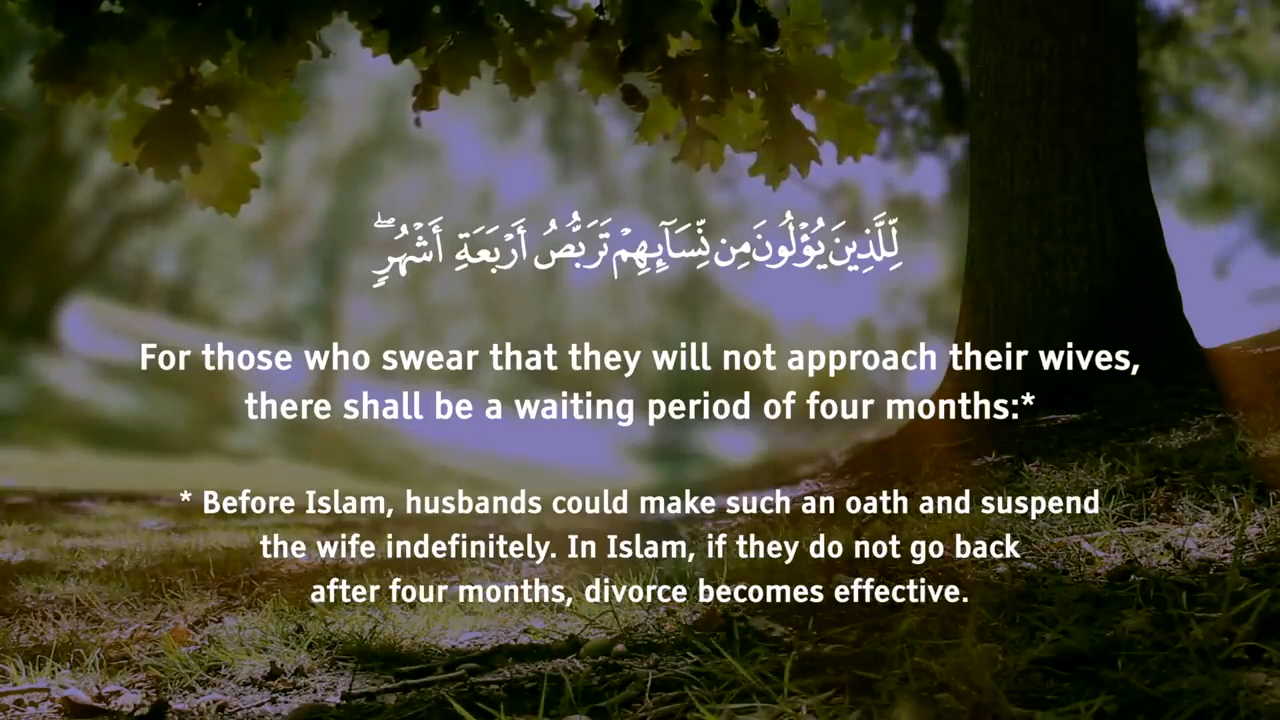 لِّلَّذِينَ يُؤْلُونَ مِن نِّسَآئِهِمْ تَرَبُّصُ أَرْبَعَةِ أَشْهُرٍۖ
For those who swear that they will not approach their wives,
there shall be a waiting period of four months:*
* Before Islam, husbands could make such an oath and suspend
the wife indefinitely. In Islam, if they do not go back
after four months, divorce becomes effective.